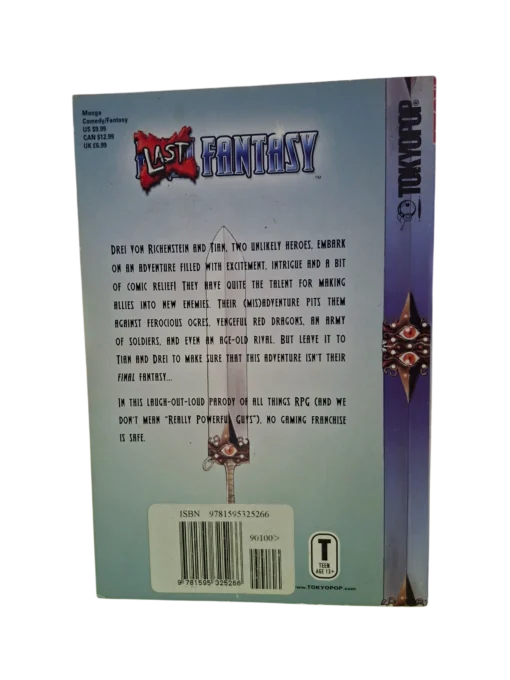 Manga
Comedy/Fantasy
US $9.99
CAN $12.99
UK £6.99
LAST FANTASY™
TOKYOPOP®
DREI VON RICHENSTEIN AND TIAN, TWO UNLIKELY HEROES, EMBARK
ON AN ADVENTURE FILLED WITH EXCITEMENT, INTRIGUE AND A BIT
OF COMIC RELIEF! THEY HAVE QUITE THE TALENT FOR MAKING
ALLIES INTO NEW ENEMIES. THEIR (MIS)ADVENTURE PITS THEM
AGAINST FEROCIOUS OGRES, VENGEFUL RED DRAGONS, AN ARMY
OF SOLDIERS, AND EVEN AN AGE-OLD RIVAL. BUT LEAVE IT TO
TIAN AND DREI TO MAKE SURE THAT THIS ADVENTURE ISN'T THEIR
FINAL FANTASY...
IN THIS LAUGH-OUT-LOUD PARODY OF ALL THINGS RPG (AND WE
DON'T MEAN "REALLY POWERFUL GUYS"), NO GAMING FRANCHISE
IS SAFE.
ISBN 9781595325266
90100>
9 781595 325266
T
TEEN
AGE 13+
www.TOKYOPOP.com